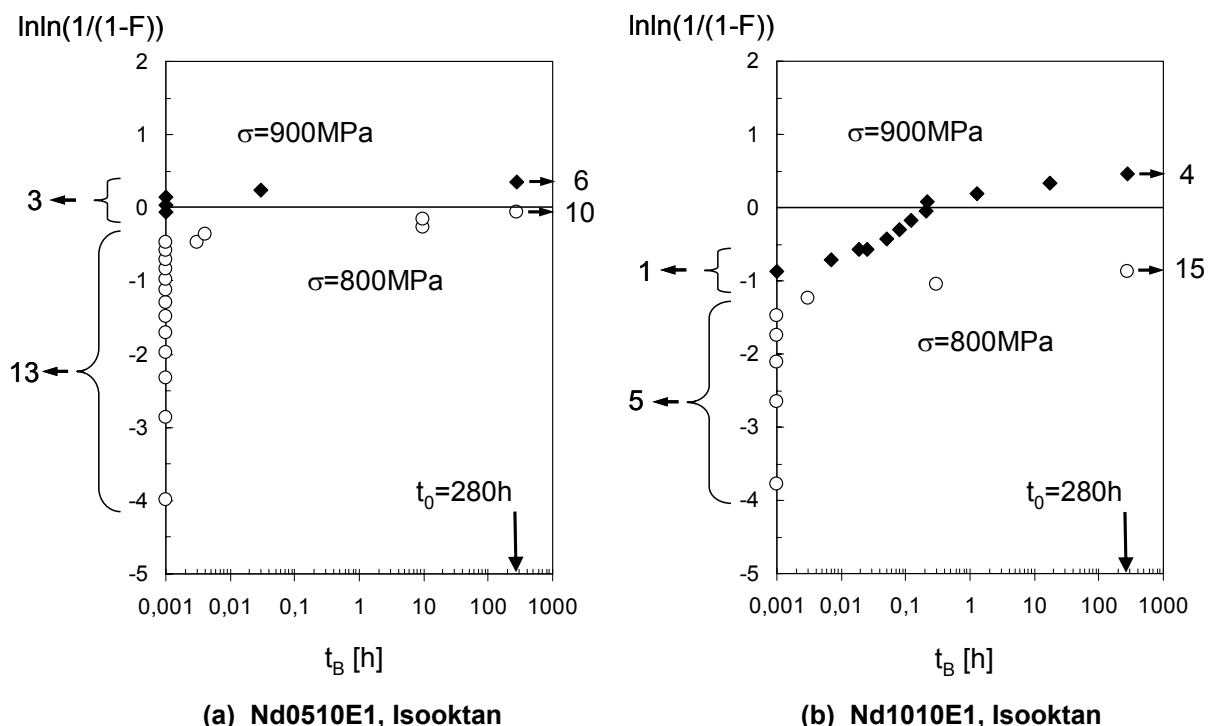 lnln(1/(1-F))
2
1
0
-1
-2
-3
-4
-5
σ=900MPa
σ=800MPa
3
13
6
10
t₀=280h
0,001 0,01 0,1 1 10 100 1000
t_B [h]
(a) Nd0510E1, Isooktan
lnln(1/(1-F))
2
1
0
-1
-2
-3
-4
-5
σ=900MPa
σ=800MPa
1
5
4
15
t₀=280h
0,001 0,01 0,1 1 10 100 1000
t_B [h]
(b) Nd1010E1, Isooktan